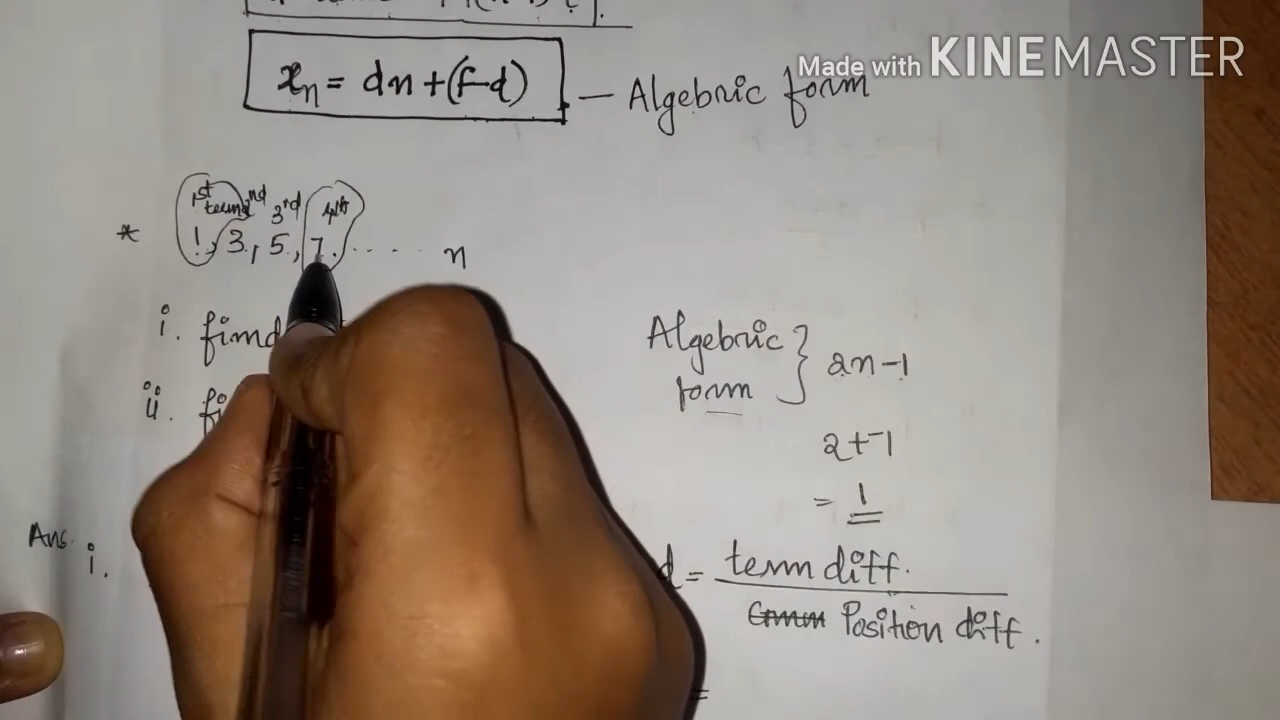 Made with KINEMASTER
xₙ = dn + (f-d) - Algebric form
1st term 2nd 3rd 4th
* 1, 3, 5, 7, ..... n
i. find
ii. fi
Algebric form } 2n-1
2+-1
= 1
Ans. i.
d = term diff. / Position diff.
=